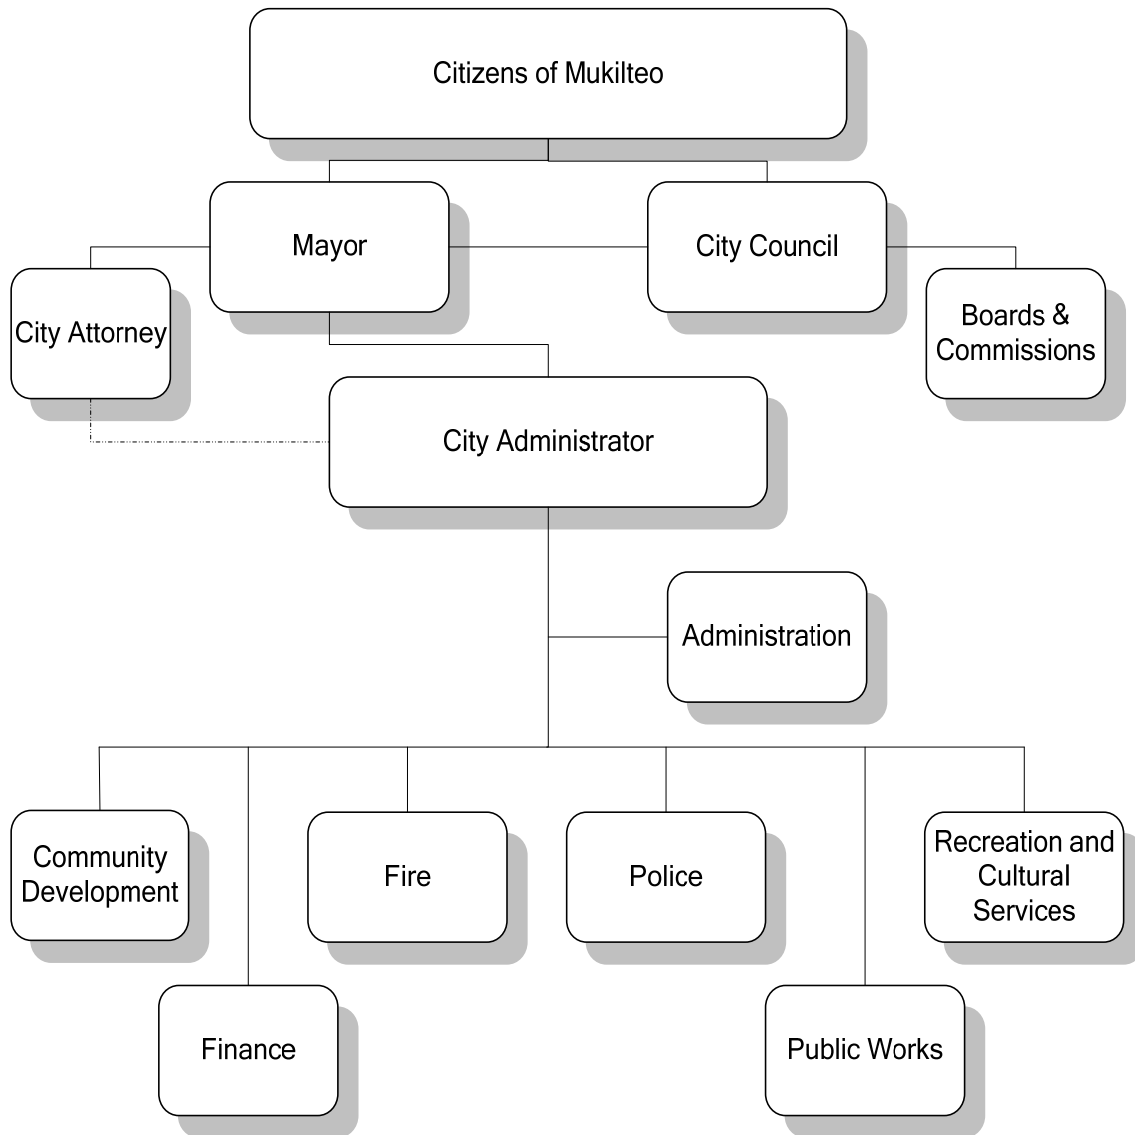 Citizens of Mukilteo
Mayor
City Council
City Attorney
Boards &
Commissions
City Administrator
Administration
Community
Development
Fire
Police
Recreation and
Cultural
Services
Finance
Public Works